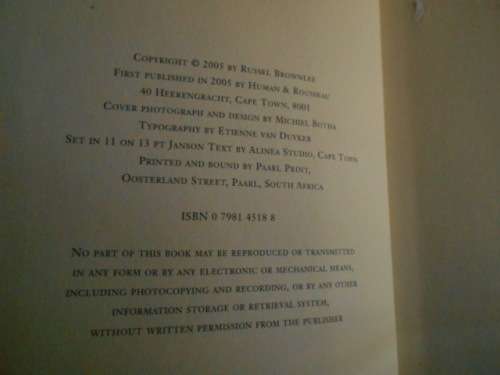 Copyright © 2005 by Russel Brownlee
First published in 2005 by Human & Rousseau
40 Heerengracht, Cape Town, 8001
Cover photograph and design by Michiel Botha
Typography by Etienne van Duyker
Set in 11 on 13 pt Janson Text by Alinea Studio, Cape Town
Printed and bound by Paarl Print,
Oosterland Street, Paarl, South Africa
ISBN 0 7981 4518 8
No part of this book may be reproduced or transmitted
in any form or by any electronic or mechanical means,
including photocopying and recording, or by any other
information storage or retrieval system,
without written permission from the publisher